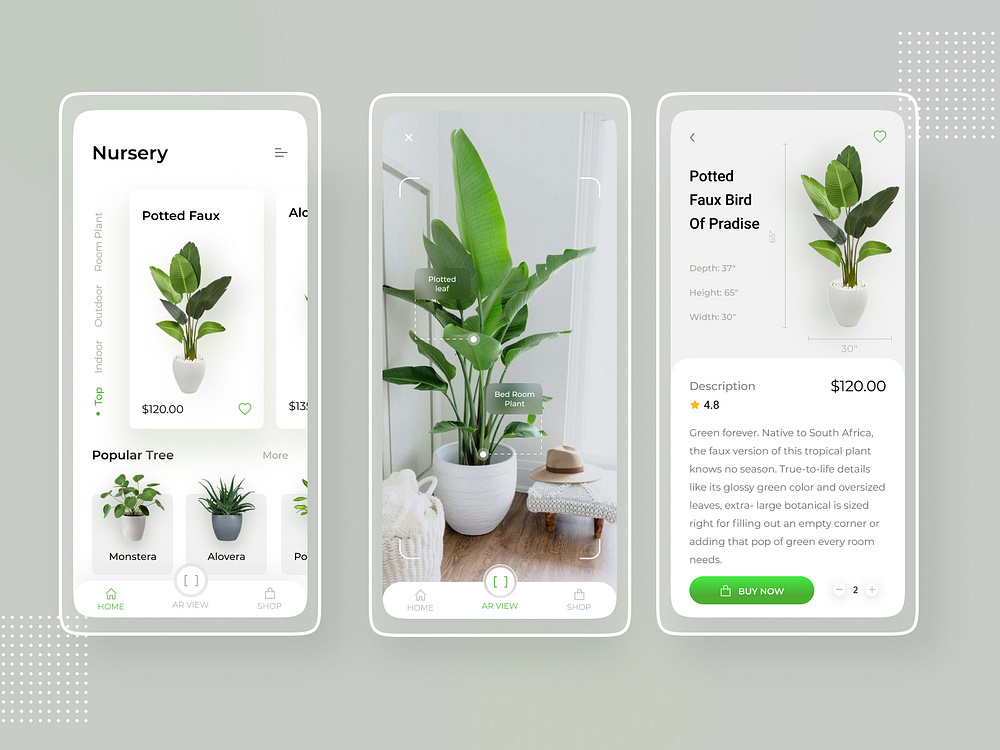 Nursery
Room Plant
Outdoor
Indoor
Top
Potted Faux
$120.00
Alo
$135
Popular Tree
More
Monstera
Alovera
Po
HOME
AR VIEW
SHOP
Plotted
leaf
Bed Room
Plant
HOME
AR VIEW
SHOP
Potted
Faux Bird
Of Pradise
Depth: 37"
Height: 65"
Width: 30"
65"
30"
Description
$120.00
4.8
Green forever. Native to South Africa,
the faux version of this tropical plant
knows no season. True-to-life details
like its glossy green color and oversized
leaves, extra- large botanical is sized
right for filling out an empty corner or
adding that pop of green every room
needs.
BUY NOW
2